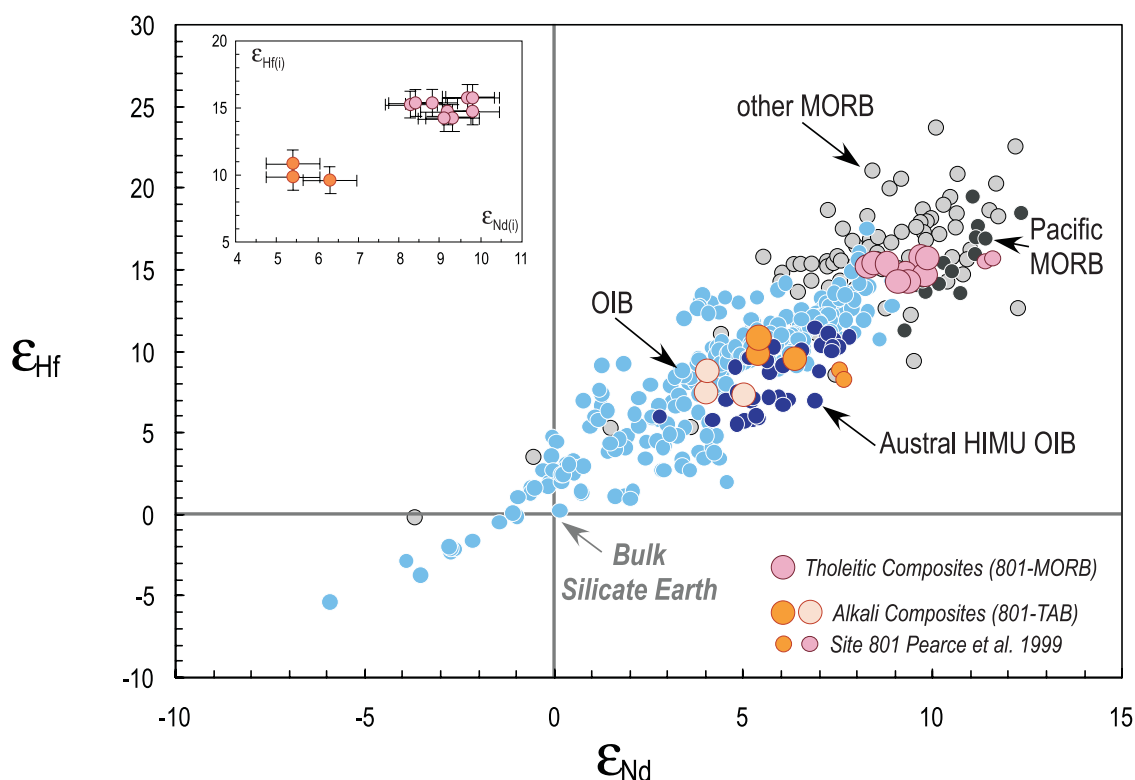 30
25
20
15
10
5
0
-5
-10
εHf
20
15
10
5
εHf(i)
εNd(i)
4 5 6 7 8 9 10 11
other MORB
Pacific
MORB
OIB
Austral HIMU OIB
Bulk
Silicate Earth
Tholeitic Composites (801-MORB)
Alkali Composites (801-TAB)
Site 801 Pearce et al. 1999
-10 -5 0 5 10 15
εNd